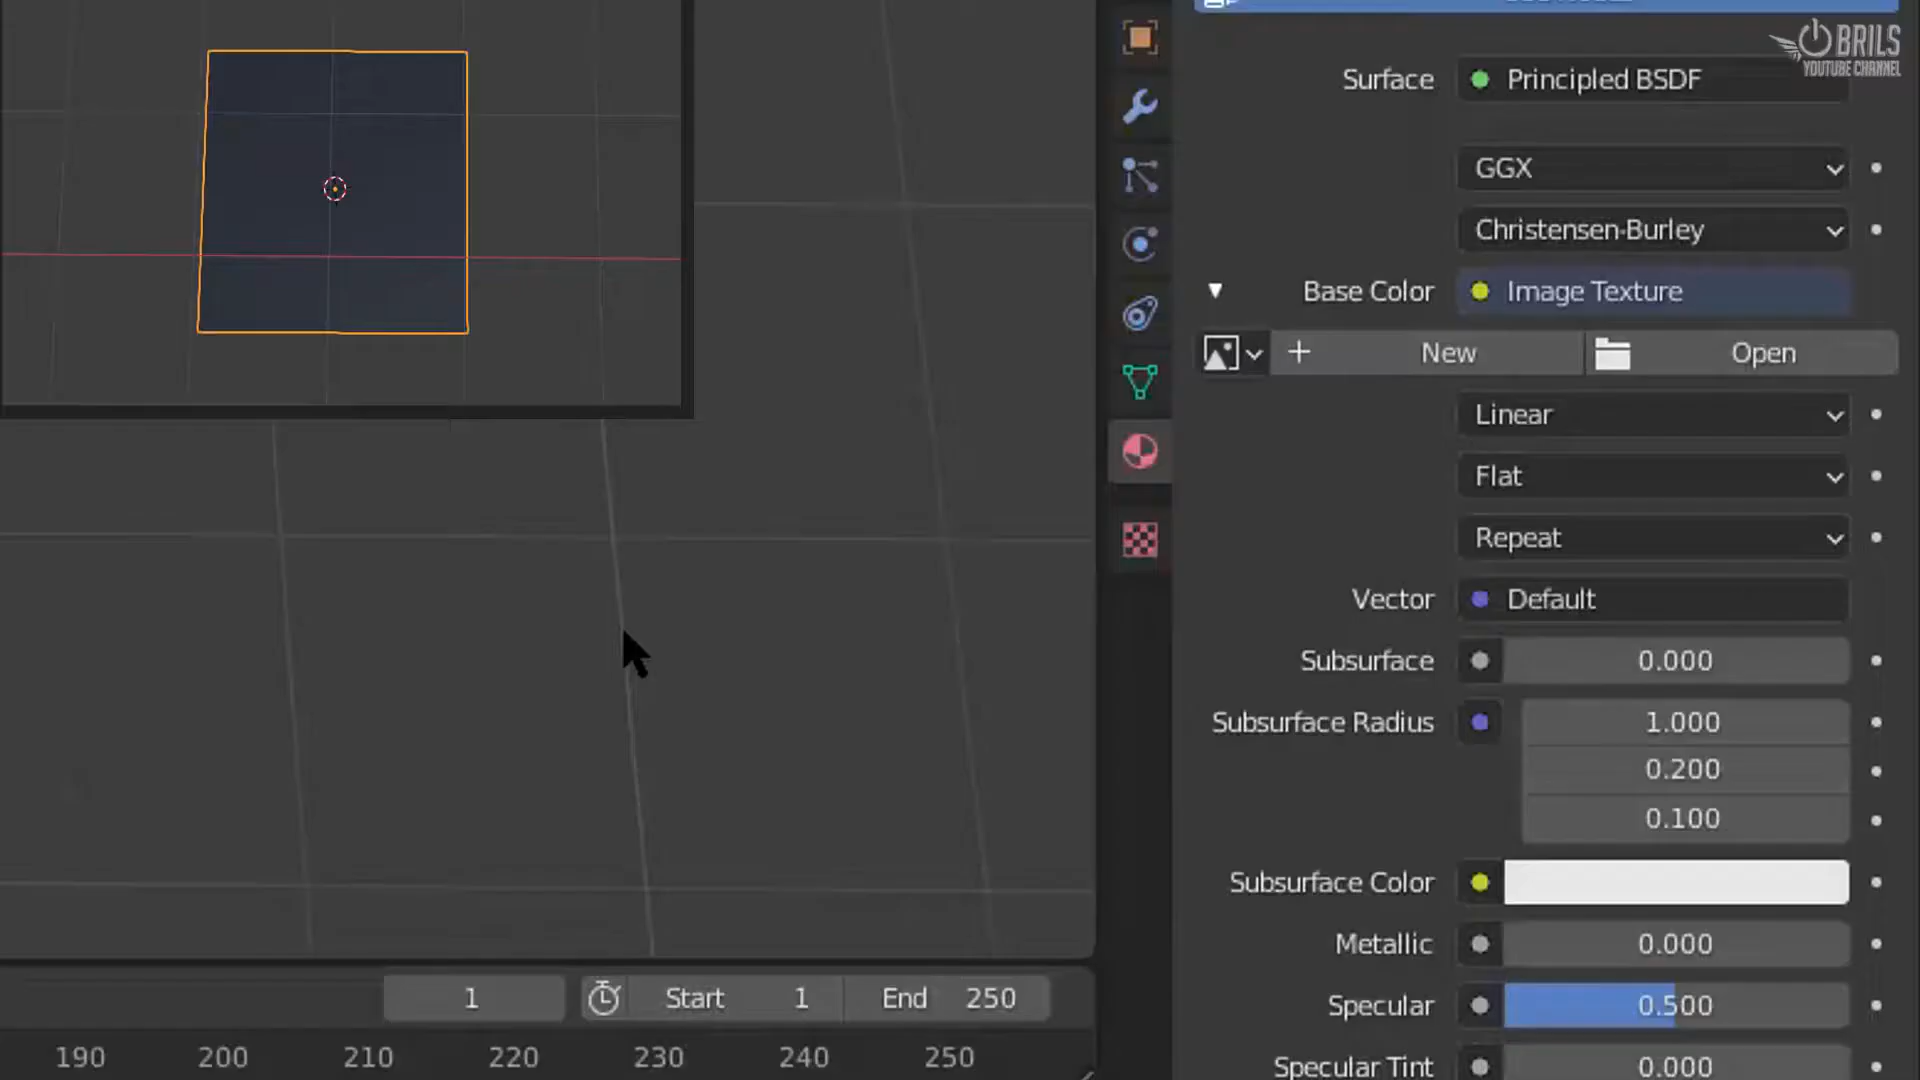 BRILS
YOUTUBE CHANNEL
Surface Principled BSDF
GGX
Christensen-Burley
Base Color Image Texture
New Open
Linear
Flat
Repeat
Vector Default
Subsurface 0.000
Subsurface Radius 1.000
0.200
0.100
Subsurface Color
Metallic 0.000
Specular 0.500
Specular Tint 0.000
1 Start 1 End 250
190 200 210 220 230 240 250